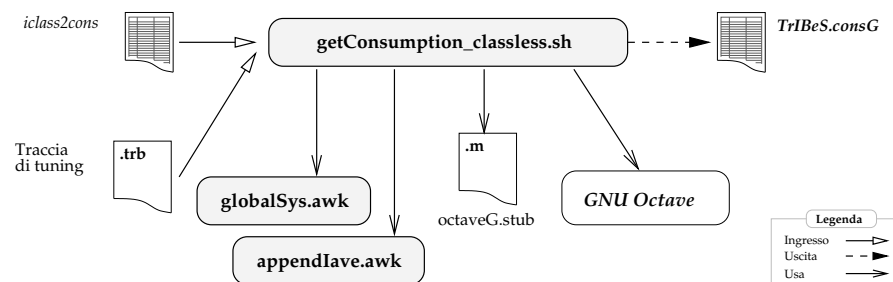 iclass2cons
getConsumption_classless.sh
TrIBeS.consG
Traccia
di tuning
.trb
.m
globalSys.awk
octaveG.stub
GNU Octave
appendIave.awk
Legenda
Ingresso
Uscita
Usa